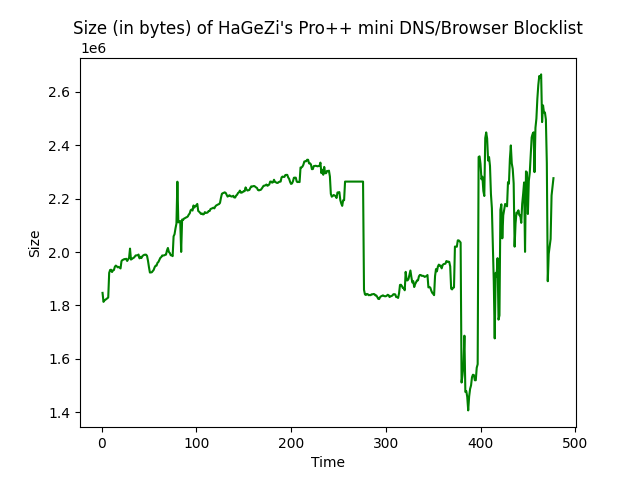 Size (in bytes) of HaGeZi's Pro++ mini DNS/Browser Blocklist
1e6
2.6
2.4
2.2
2.0
1.8
1.6
1.4
Size
0 100 200 300 400 500
Time